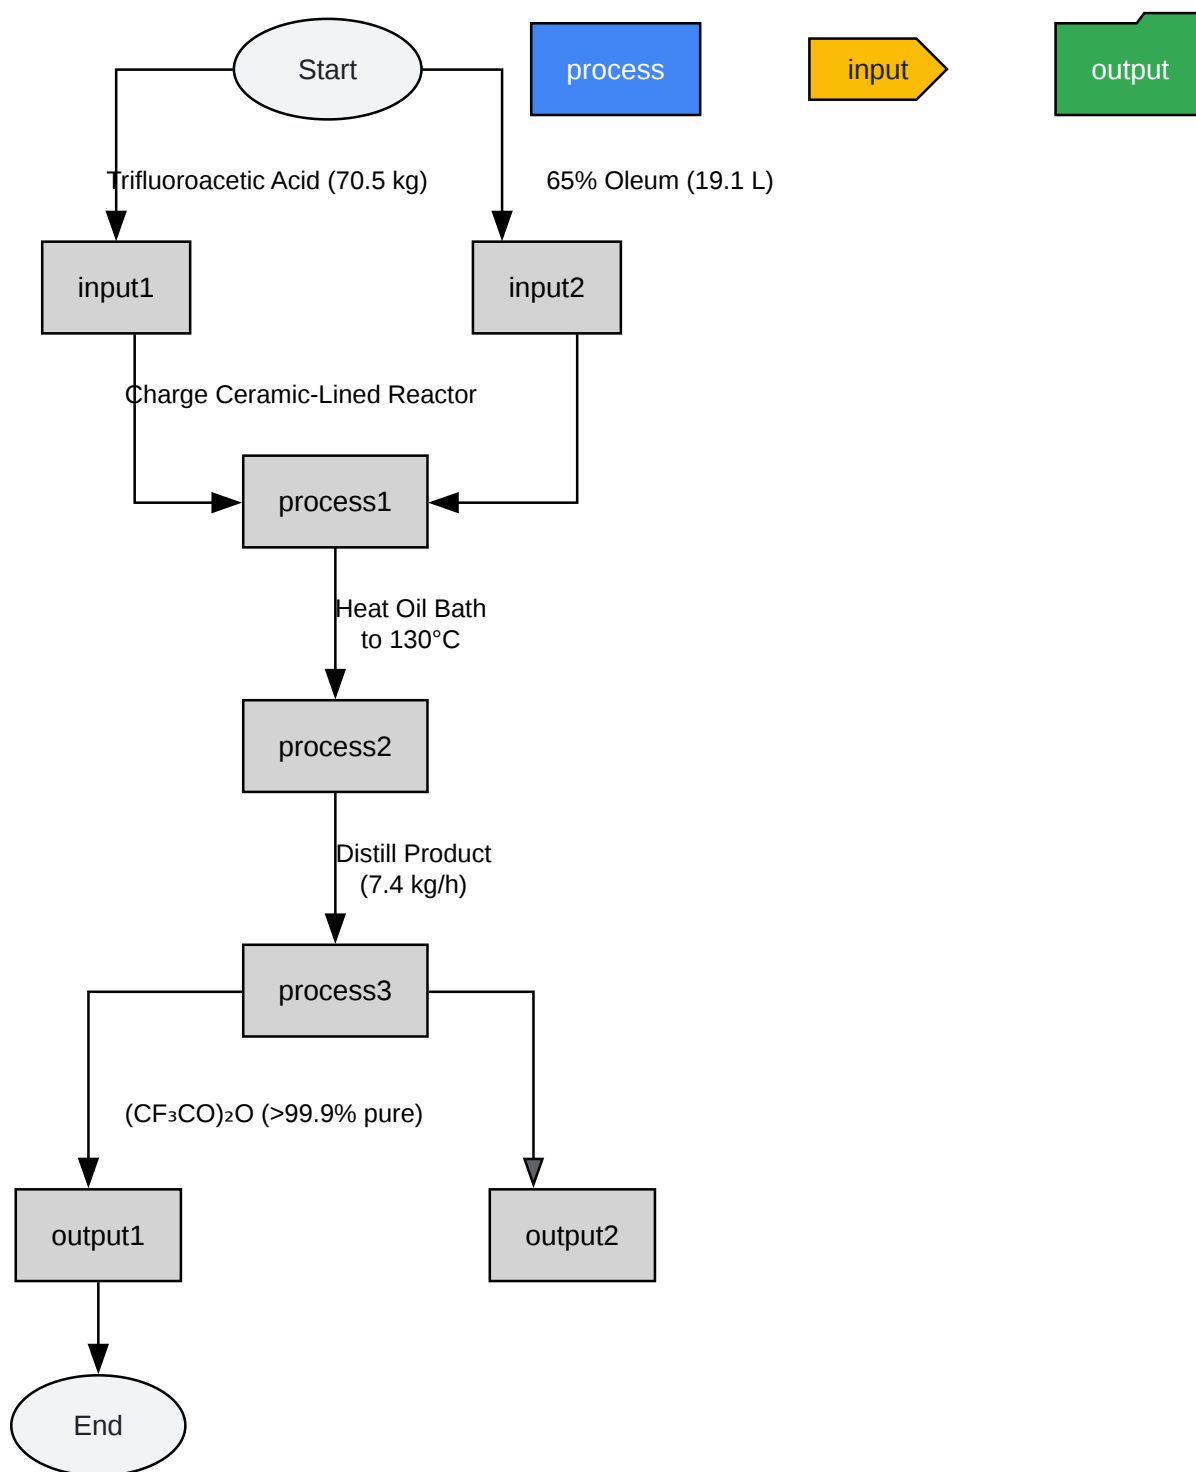 Start
process
input
output
Trifluoroacetic Acid (70.5 kg)
65% Oleum (19.1 L)
input1
input2
Charge Ceramic-Lined Reactor
process1
Heat Oil Bath
to 130°C
process2
Distill Product
(7.4 kg/h)
process3
(CF₃CO)₂O (>99.9% pure)
output1
output2
End